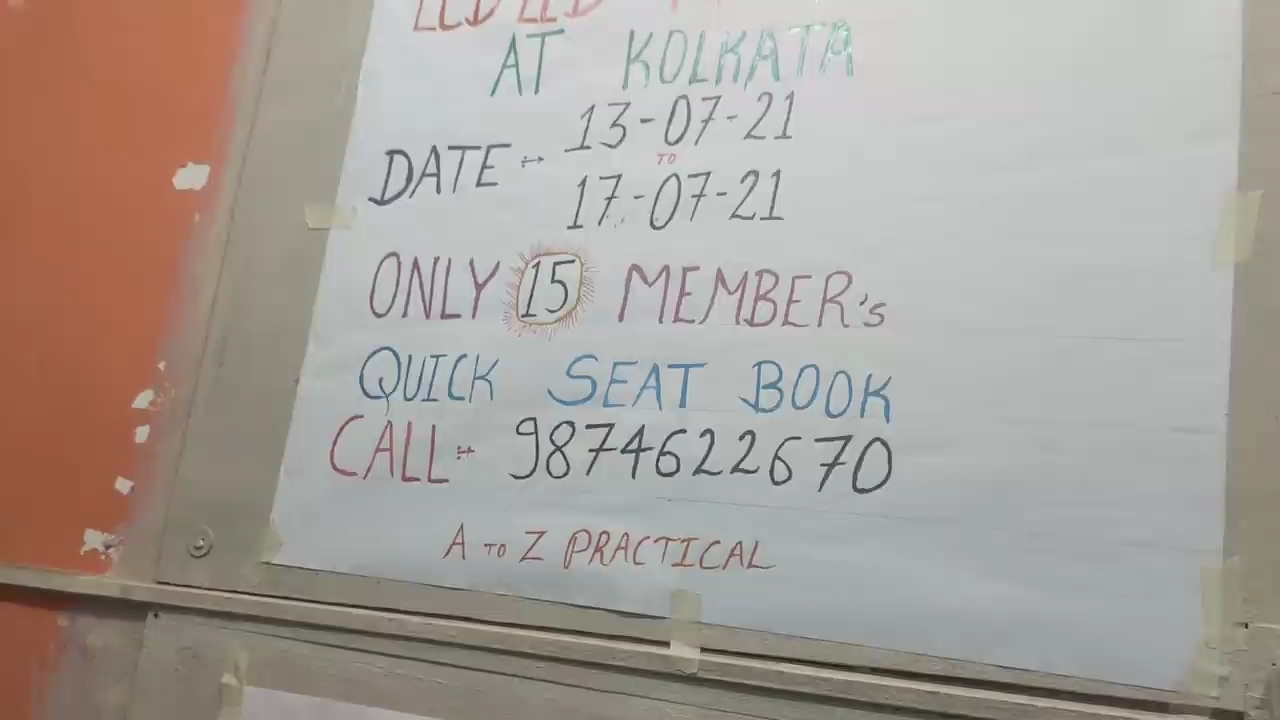 AT KOLKATA
DATE 13-07-21
TO
17-07-21
ONLY 15 MEMBER's
QUICK SEAT BOOK
CALL 9874622670
A TO Z PRACTICAL